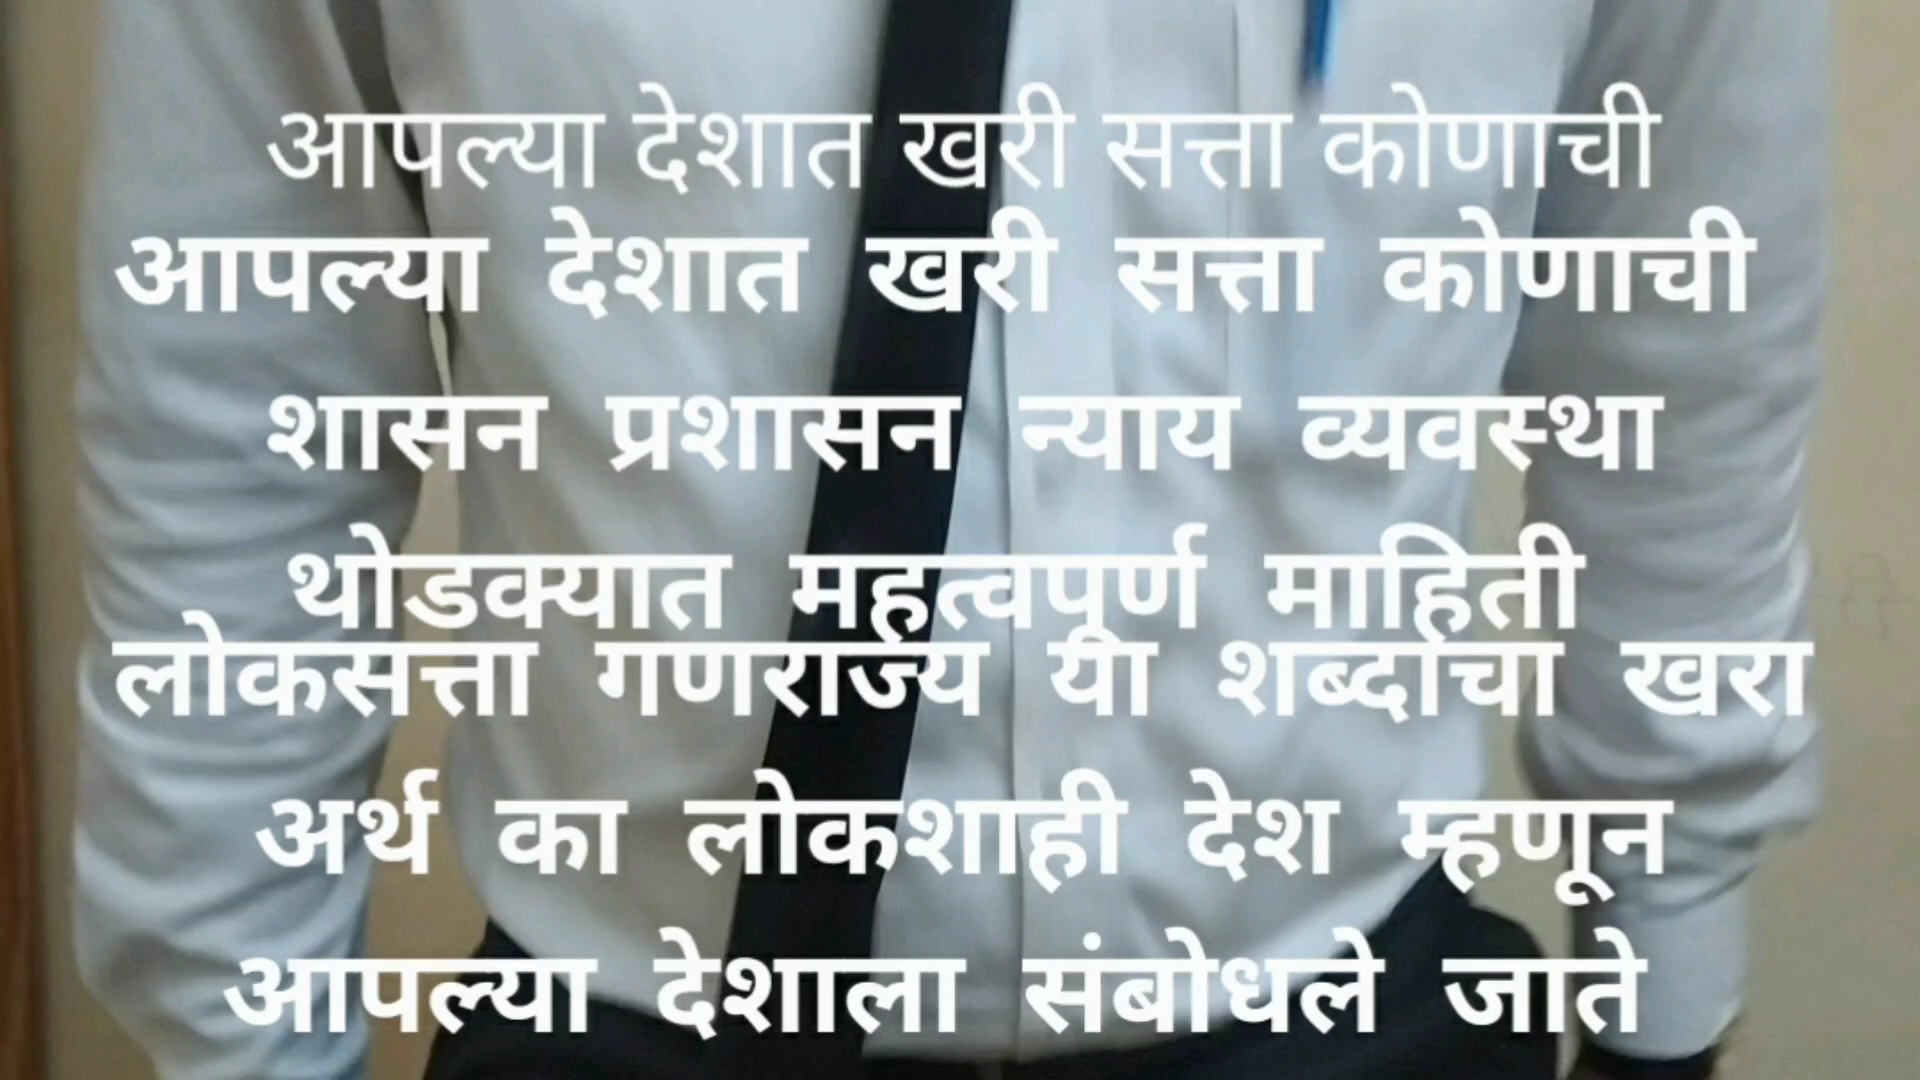 आपल्या देशात खरी सत्ता कोणाची
आपल्या देशात खरी सत्ता कोणाची
शासन प्रशासन न्याय व्यवस्था
थोडक्यात महत्वपूर्ण माहिती
लोकसत्ता गणराज्य या शब्दाचा खरा
अर्थ का लोकशाही देश म्हणून
आपल्या देशाला संबोधले जाते